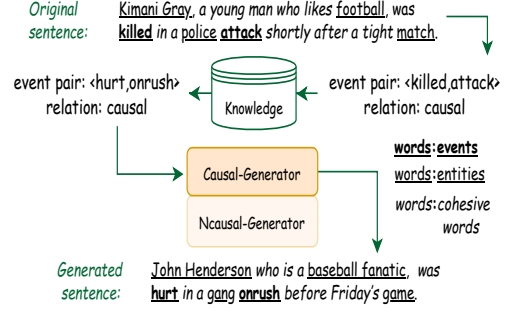 Original sentence: Kimani Gray, a young man who likes football, was
killed in a police attack shortly after a tight match.
event pair: <hurt,onrush>
relation: causal
Knowledge
event pair: <killed,attack>
relation: causal
Causal-Generator
Ncausal-Generator
words:events
words:entities
words:cohesive
words
Generated sentence: John Henderson who is a baseball fanatic, was
hurt in a gang onrush before Friday's game.